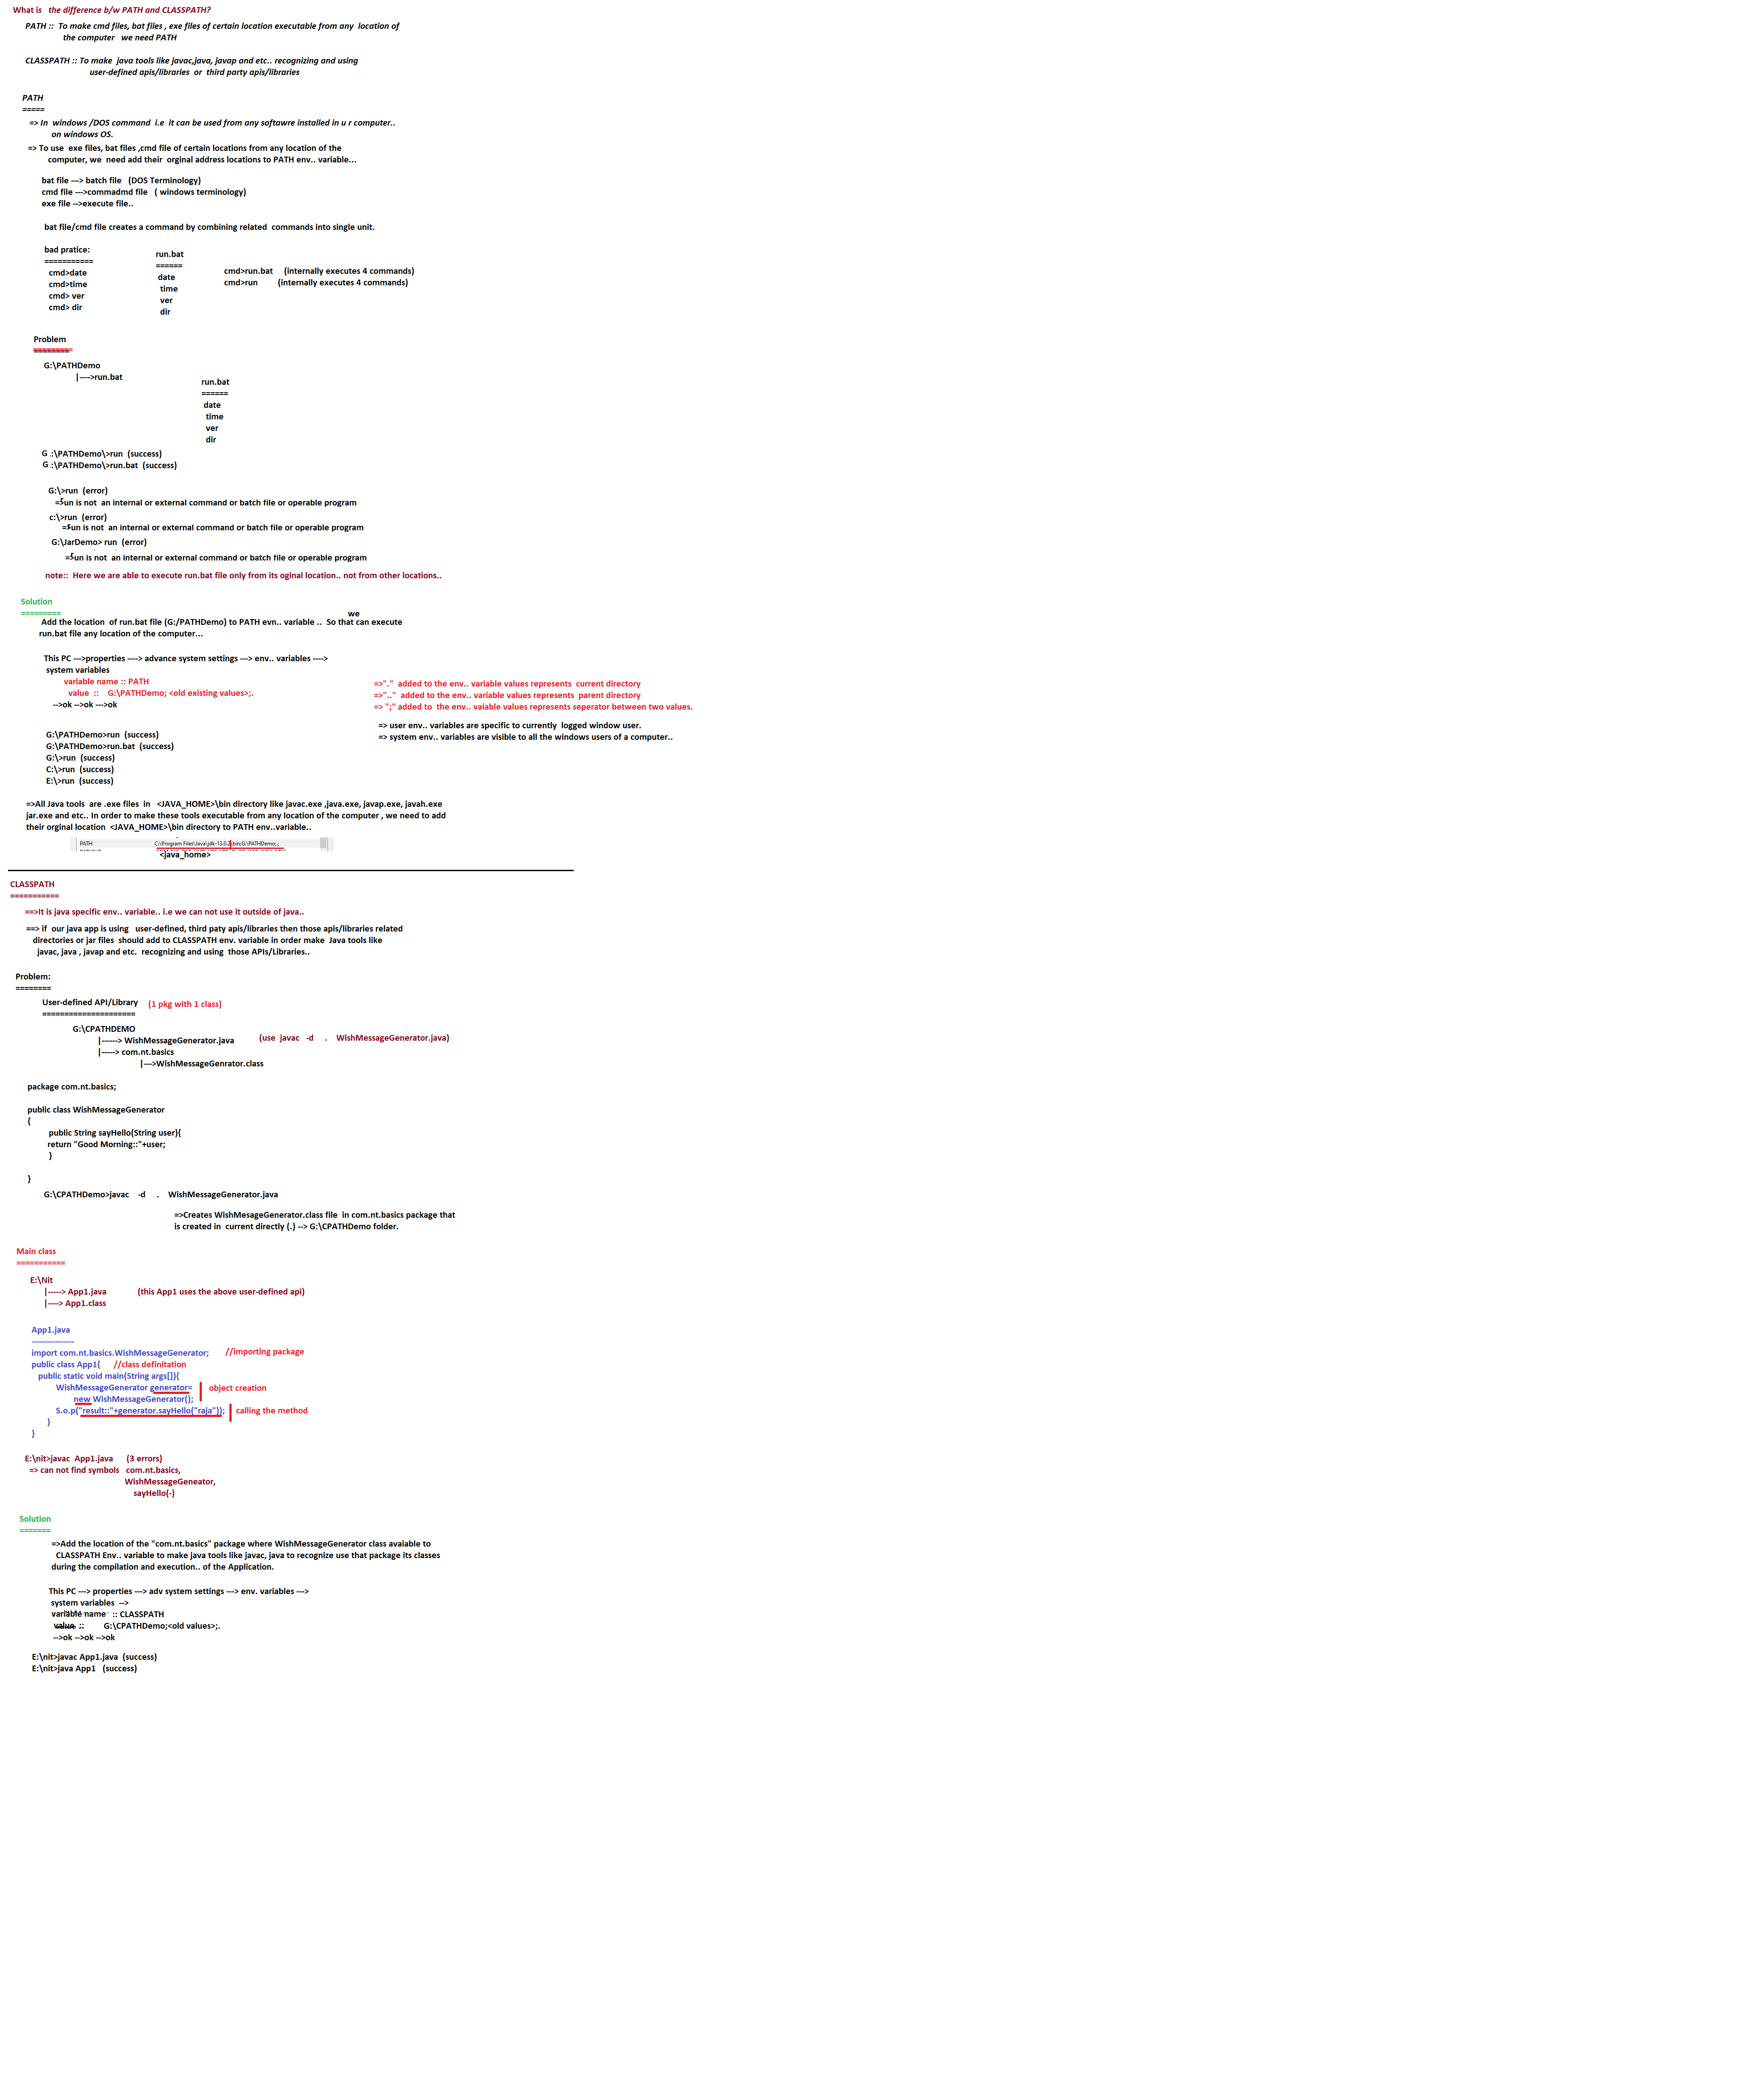 What is the difference b/w PATH and CLASSPATH?
PATH :: To make cmd files, bat files , exe files of certain location executable from any location of
the computer we need PATH
CLASSPATH :: To make java tools like javac,java, javap and etc.. recognizing and using
user-defined apis/libraries or third party apis/libraries
PATH
=====
=> In windows /DOS command i.e it can be used from any softawre installed in u r computer..
on windows OS.
=> To use exe files, bat files ,cmd file of certain locations from any location of the
computer, we need add their orginal address locations to PATH env.. variable...
bat file ---> batch file (DOS Terminology)
cmd file --->commadmd file ( windows terminology)
exe file -->execute file..
bat file/cmd file creates a command by combining related commands into single unit.
bad pratice:
===========
cmd>date
cmd>time
cmd> ver
cmd> dir
run.bat
======
date
time
ver
dir
cmd>run.bat (internally executes 4 commands)
cmd>run (internally executes 4 commands)
Problem
========
G:\PATHDemo
|---->run.bat
run.bat
======
date
time
ver
dir
G .:\PATHDemo\>run (success)
G .:\PATHDemo\>run.bat (success)
G:\>run (error)
=run is not an internal or external command or batch file or operable program
c:\>run (error)
=run is not an internal or external command or batch file or operable program
G:\JarDemo> run (error)
=run is not an internal or external command or batch file or operable program
note:: Here we are able to execute run.bat file only from its oginal location.. not from other locations..
Solution
=========
we
Add the location of run.bat file (G:/PATHDemo) to PATH evn.. variable .. So that can execute
run.bat file any location of the computer...
This PC --->properties ----> advance system settings ---> env.. variables ---->
system variables
variable name :: PATH
value :: G:\PATHDemo; <old existing values>;.
-->ok -->ok --->ok
=>"." added to the env.. variable values represents current directory
=>".." added to the env.. variable values represents parent directory
=> ";" added to the env.. vaiable values represents seperator between two values.
=> user env.. variables are specific to currently logged window user.
=> system env.. variables are visible to all the windows users of a computer..
G:\PATHDemo>run (success)
G:\PATHDemo>run.bat (success)
G:\>run (success)
C:\>run (success)
E:\>run (success)
=>All Java tools are .exe files in <JAVA_HOME>\bin directory like javac.exe ,java.exe, javap.exe, javah.exe
jar.exe and etc.. In order to make these tools executable from any location of the computer , we need to add
their orginal location <JAVA_HOME>\bin directory to PATH env..variable..
PATH C:\Program Files\Java\jdk-13.0.2\bin;G:\PATHDemo;.;
<java_home>
CLASSPATH
===========
==>It is java specific env.. variable.. i.e we can not use it outside of java..
==> if our java app is using user-defined, third paty apis/libraries then those apis/libraries related
directories or jar files should add to CLASSPATH env. variable in order make Java tools like
javac, java , javap and etc. recognizing and using those APIs/Libraries..
Problem:
========
User-defined API/Library (1 pkg with 1 class)
=====================
G:\CPATHDEMO
|------> WishMessageGenerator.java (use javac -d . WishMessageGenerator.java)
|-----> com.nt.basics
|--->WishMessageGenrator.class
package com.nt.basics;
public class WishMessageGenerator
{
public String sayHello(String user){
return "Good Morning::"+user;
}
}
G:\CPATHDemo>javac -d . WishMessageGenerator.java
=>Creates WishMesageGenerator.class file in com.nt.basics package that
is created in current directly (.) --> G:\CPATHDemo folder.
Main class
===========
E:\Nit
|-----> App1.java (this App1 uses the above user-defined api)
|----> App1.class
App1.java
----------------
import com.nt.basics.WishMessageGenerator; //importing package
public class App1{ //class definitation
public static void main(String args[]){
WishMessageGenerator generator= object creation
new WishMessageGenerator();
S.o.p("result::"+generator.sayHello("raja")); calling the method
}
}
E:\nit>javac App1.java (3 errors)
=> can not find symbols com.nt.basics,
WishMessageGeneator,
sayHello(-)
Solution
=======
=>Add the location of the "com.nt.basics" package where WishMessageGenerator class avaiable to
CLASSPATH Env.. variable to make java tools like javac, java to recognize use that package its classes
during the compilation and execution.. of the Application.
This PC ---> properties ---> adv system settings ---> env. variables --->
system variables -->
variable name :: CLASSPATH
value :: G:\CPATHDemo;<old values>;.
-->ok -->ok -->ok
E:\nit>javac App1.java (success)
E:\nit>java App1 (success)